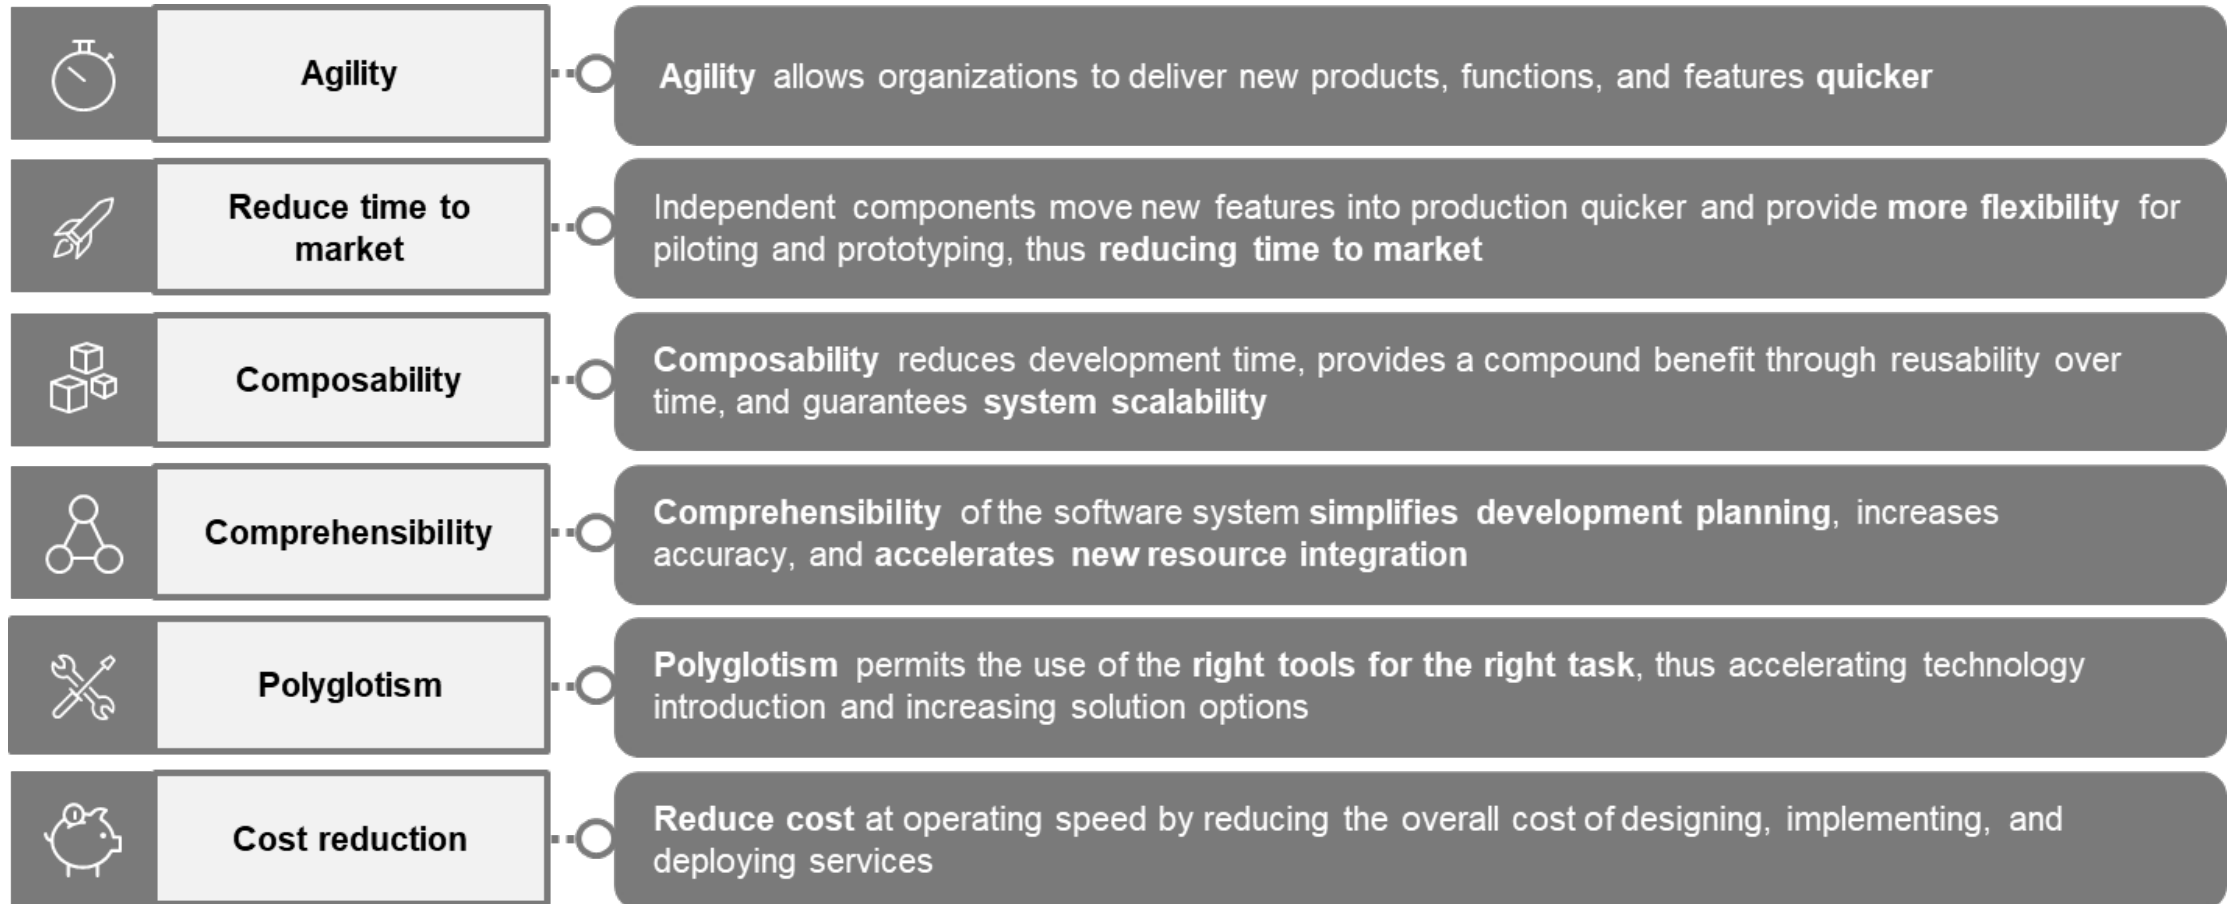 Agility
Agility allows organizations to deliver new products, functions, and features quicker
Reduce time to
market
Independent components move new features into production quicker and provide more flexibility for
piloting and prototyping, thus reducing time to market
Composability
Composability reduces development time, provides a compound benefit through reusability over
time, and guarantees system scalability
Comprehensibility
Comprehensibility of the software system simplifies development planning, increases
accuracy, and accelerates new resource integration
Polyglotism
Polyglotism permits the use of the right tools for the right task, thus accelerating technology
introduction and increasing solution options
Cost reduction
Reduce cost at operating speed by reducing the overall cost of designing, implementing, and
deploying services